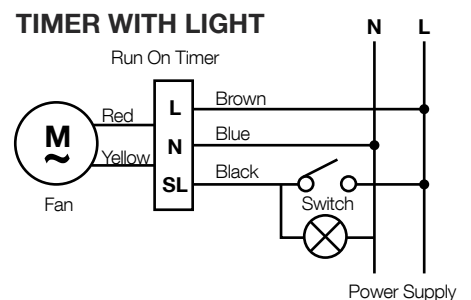 TIMER WITH LIGHT
N L
Run On Timer
Red
L
Brown
M
~
N
Blue
Yellow
SL
Black
Fan
Switch
Power Supply